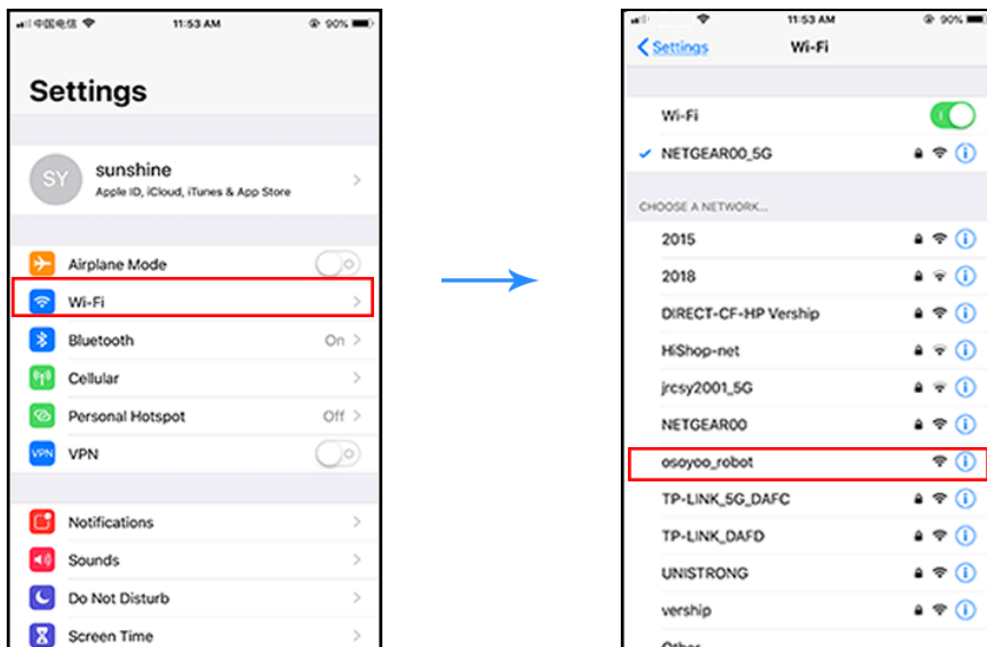 中国电信 11:53 AM 90%
Settings
SY
sunshine
Apple ID, iCloud, iTunes & App Store
Airplane Mode
Wi-Fi
Bluetooth On
Cellular
Personal Hotspot Off
VPN VPN
Notifications
Sounds
Do Not Disturb
Screen Time
11:53 AM 90%
Settings Wi-Fi
Wi-Fi
NETGEAR00_5G
CHOOSE A NETWORK...
2015
2018
DIRECT-CF-HP Vership
HiShop-net
jrcsy2001_5G
NETGEAR00
osoyoo_robot
TP-LINK_5G_DAFC
TP-LINK_DAFD
UNISTRONG
vership
Other...